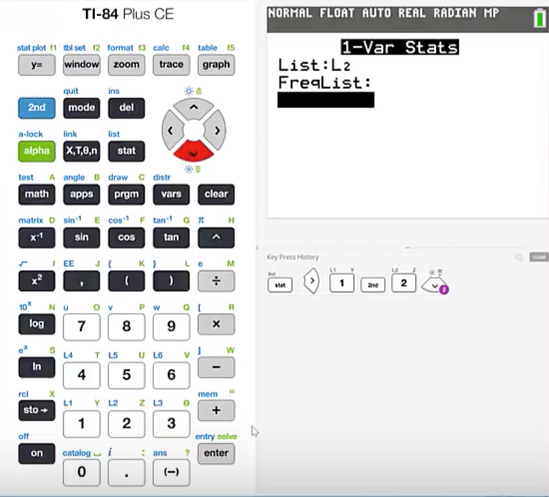 TI-84 Plus CE
stat plot f1 tbl set f2 format f3 calc f4 table f5
y= window zoom trace graph
quit ins
2nd mode del
a-lock link list
alpha X,T,θ,n stat
test A angle B draw C distr
math apps prgm vars clear
matrix D sin⁻¹ E cos⁻¹ F tan⁻¹ G π H
x⁻¹ sin cos tan ^
√ I EE J { K } L e M
x² , ( ) ÷
10ˣ N u O v P w Q [ R
log 7 8 9 ×
eˣ S L4 T L5 U L6 V ] W
ln 4 5 6 −
rcl X L1 Y L2 Z L3 θ mem "
sto→ 1 2 3 +
off catalog i : ans ? entry solve
on 0 . (−) enter
NORMAL FLOAT AUTO REAL RADIAN MP
1-Var Stats
List:L₂
FreqList:
Key Press History
list L1 Y L2 Z
stat > 1 2nd 2